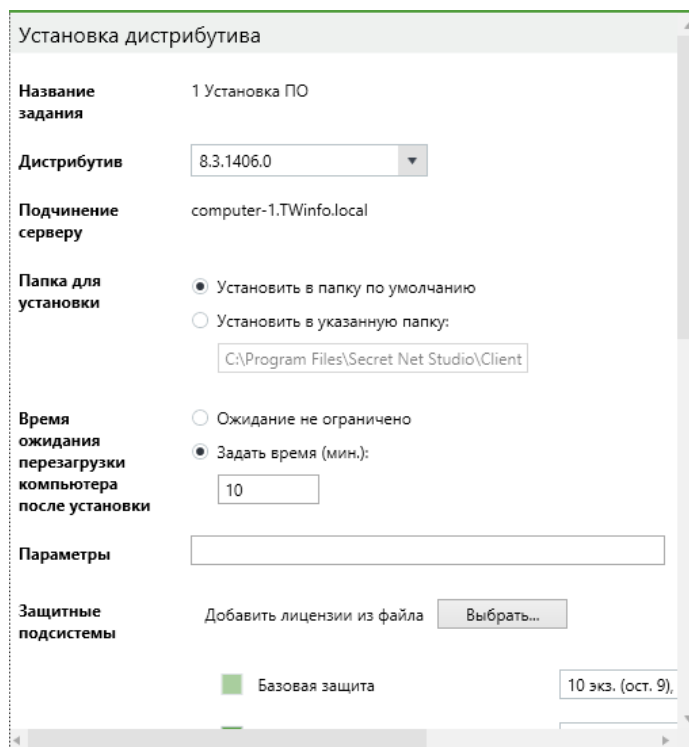 Установка дистрибутива
Название
задания
1 Установка ПО
Дистрибутив
8.3.1406.0
Подчинение
серверу
computer-1.TWinfo.local
Папка для
установки
Установить в папку по умолчанию
Установить в указанную папку:
C:\Program Files\Secret Net Studio\Client
Время
ожидания
перезагрузки
компьютера
после установки
Ожидание не ограничено
Задать время (мин.):
10
Параметры
Защитные
подсистемы
Добавить лицензии из файла
Выбрать...
Базовая защита
10 экз. (ост. 9),